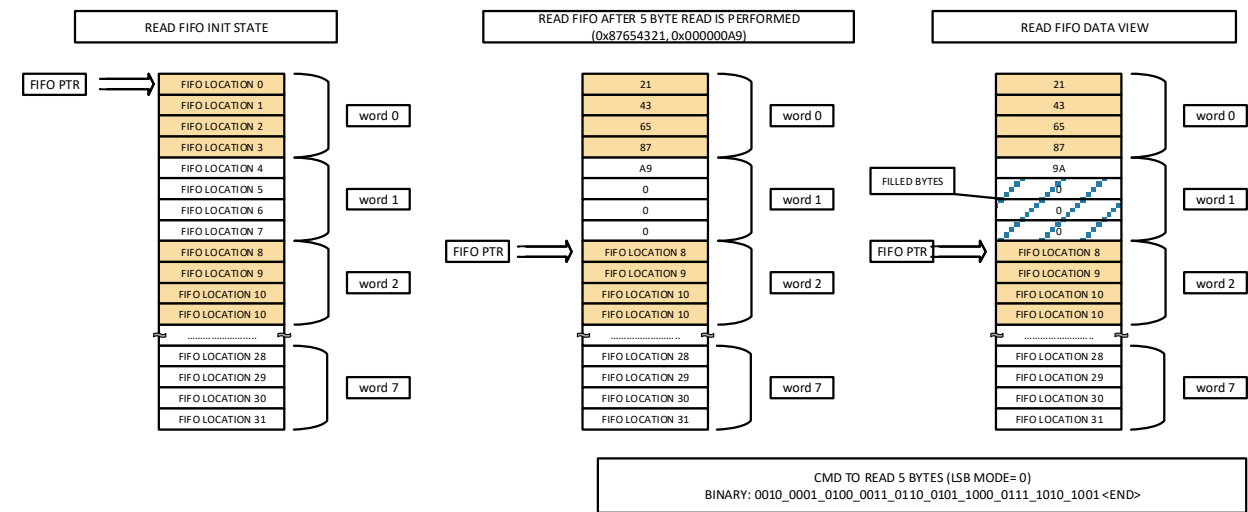 READ FIFO INIT STATE
READ FIFO AFTER 5 BYTE READ IS PERFORMED
(0x87654321, 0x000000A9)
READ FIFO DATA VIEW
FIFO PTR
FIFO LOCATION 0
FIFO LOCATION 1
FIFO LOCATION 2
FIFO LOCATION 3
FIFO LOCATION 4
FIFO LOCATION 5
FIFO LOCATION 6
FIFO LOCATION 7
FIFO LOCATION 8
FIFO LOCATION 9
FIFO LOCATION 10
FIFO LOCATION 10
...........................
FIFO LOCATION 28
FIFO LOCATION 29
FIFO LOCATION 30
FIFO LOCATION 31
word 0
word 1
word 2
word 7
FIFO PTR
21
43
65
87
A9
0
0
0
FIFO LOCATION 8
FIFO LOCATION 9
FIFO LOCATION 10
FIFO LOCATION 10
...........................
FIFO LOCATION 28
FIFO LOCATION 29
FIFO LOCATION 30
FIFO LOCATION 31
word 0
word 1
word 2
word 7
FILLED BYTES
FIFO PTR
21
43
65
87
9A
0
0
0
FIFO LOCATION 8
FIFO LOCATION 9
FIFO LOCATION 10
FIFO LOCATION 10
...........................
FIFO LOCATION 28
FIFO LOCATION 29
FIFO LOCATION 30
FIFO LOCATION 31
word 0
word 1
word 2
word 7
CMD TO READ 5 BYTES (LSB MODE= 0)
BINARY: 0010_0001_0100_0011_0110_0101_1000_0111_1010_1001 <END>